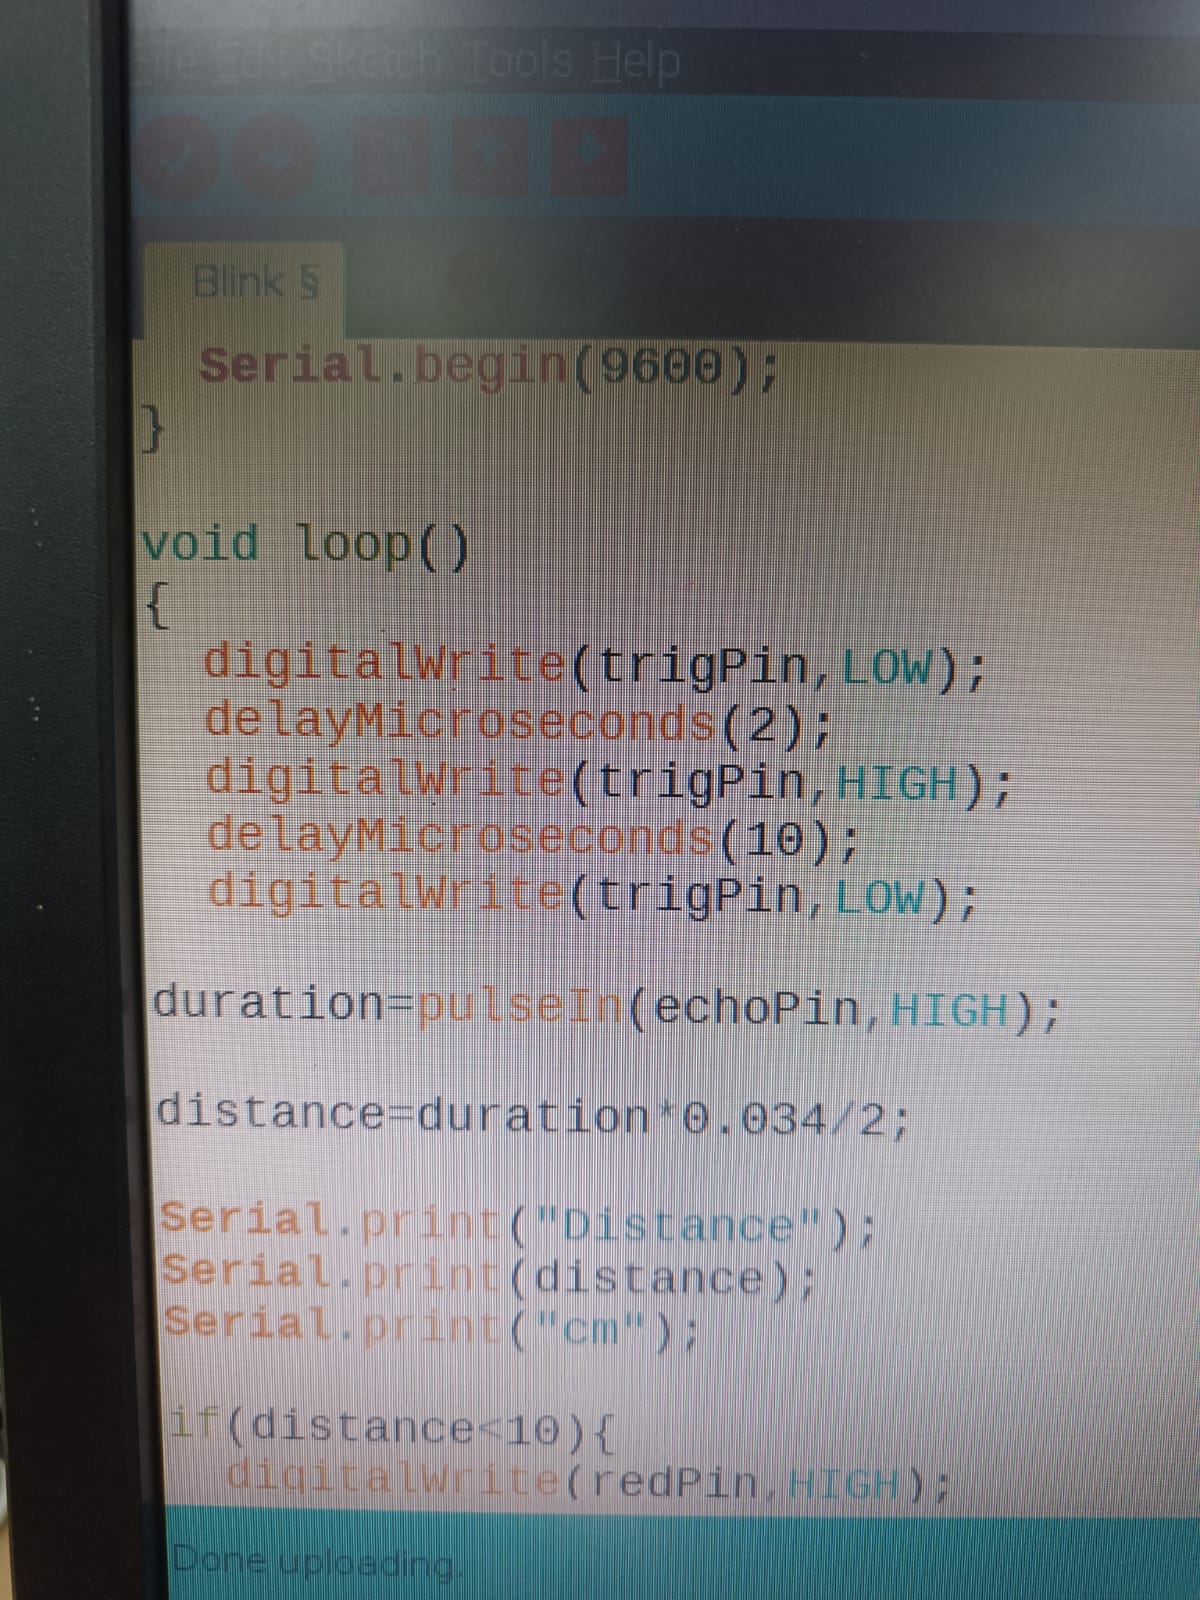 File Edit Sketch Tools Help
Blink §
Serial.begin(9600);
}
void loop()
{
digitalWrite(trigPin,LOW);
delayMicroseconds(2);
digitalWrite(trigPin,HIGH);
delayMicroseconds(10);
digitalWrite(trigPin,LOW);
duration=pulseIn(echoPin,HIGH);
distance=duration*0.034/2;
Serial.print("Distance");
Serial.print(distance);
Serial.print("cm");
if(distance<10){
digitalWrite(redPin,HIGH);
Done uploading.